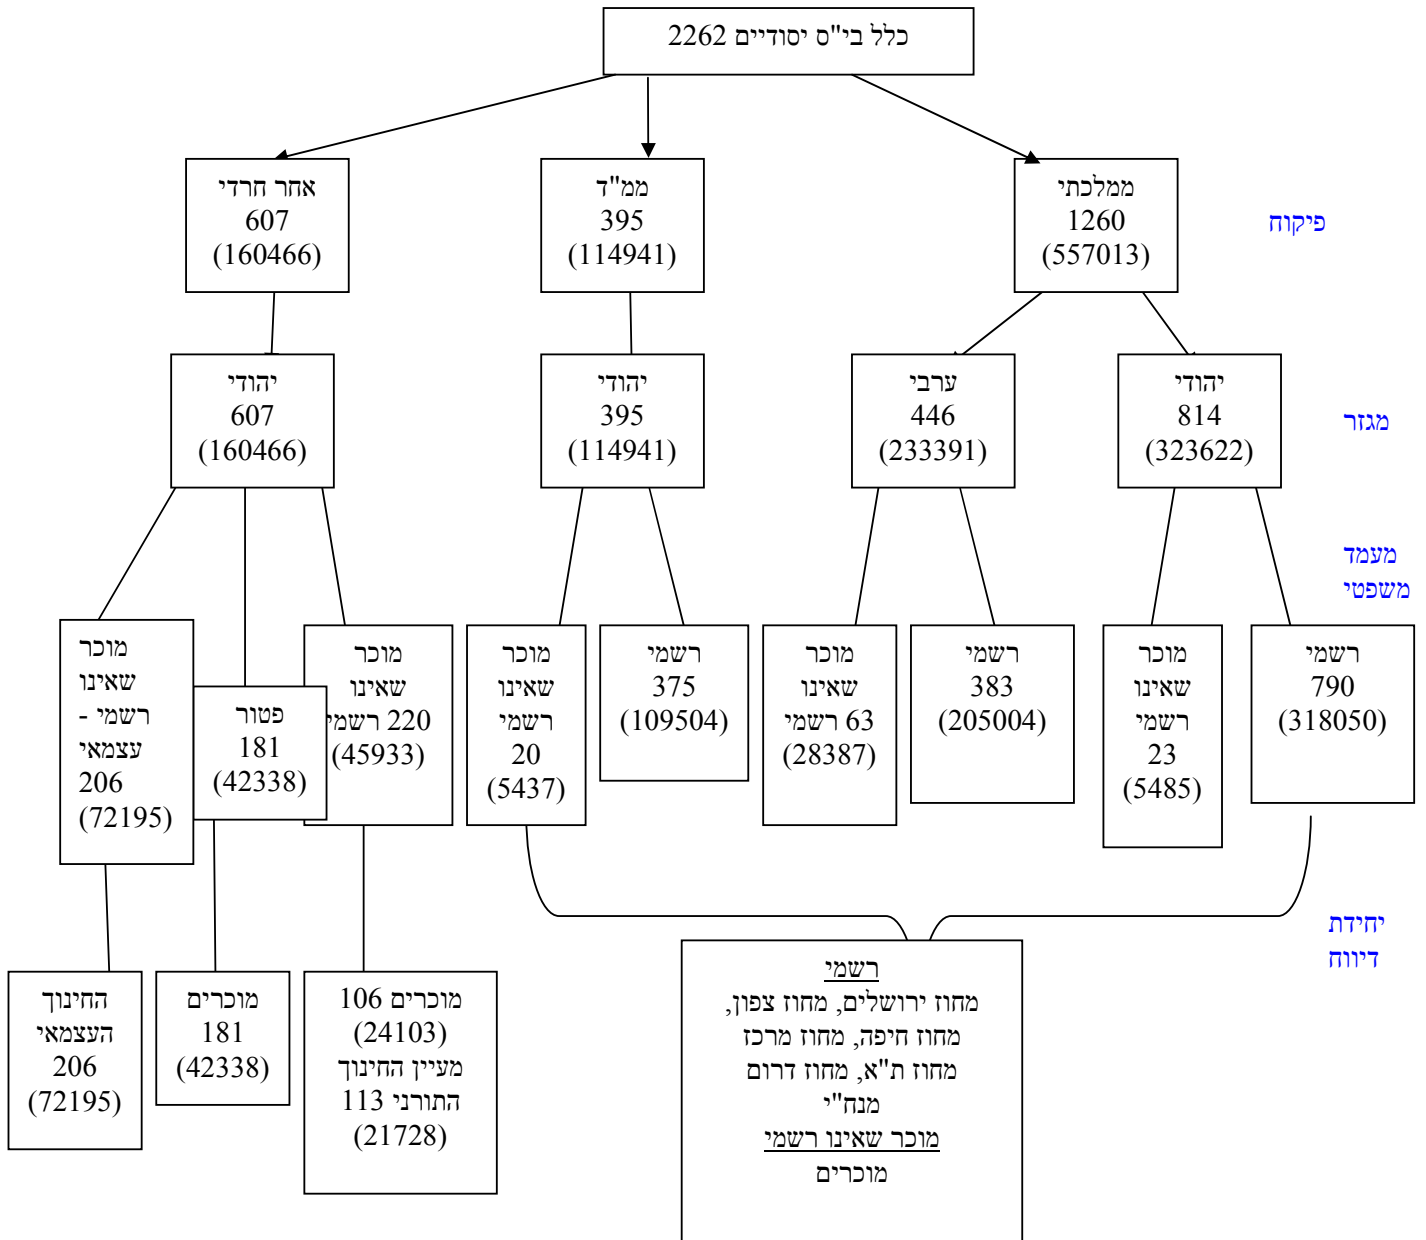 כלל בי"ס יסודיים 2262
פיקוח
ממלכתי
1260
(557013)
ממ"ד
395
(114941)
אחר חרדי
607
(160466)
מגזר
יהודי
814
(323622)
ערבי
446
(233391)
יהודי
395
(114941)
יהודי
607
(160466)
מעמד
משפטי
רשמי
790
(318050)
מוכר
שאינו
רשמי
23
(5485)
רשמי
383
(205004)
מוכר
שאינו
רשמי 63
(28387)
רשמי
375
(109504)
מוכר
שאינו
רשמי
20
(5437)
מוכר
שאינו
רשמי 220
(45933)
פטור
181
(42338)
מוכר
שאינו
רשמי -
עצמאי
206
(72195)
יחידת
דיווח
רשמי
מחוז ירושלים, מחוז צפון,
מחוז חיפה, מחוז מרכז
מחוז ת"א, מחוז דרום
מנח"י
מוכר שאינו רשמי
מוכרים
מוכרים 106
(24103)
מעיין החינוך
התורני 113
(21728)
מוכרים
181
(42338)
החינוך
העצמאי
206
(72195)